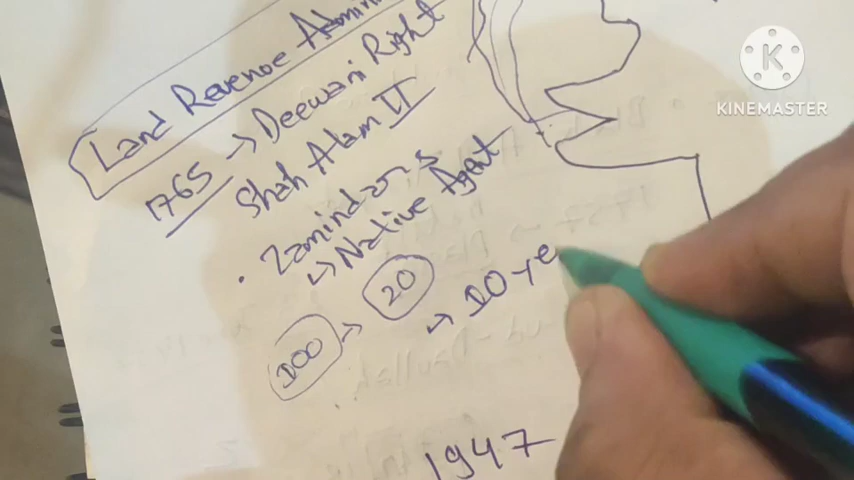 Land Revenue Admini
1765 → Deewani Right
Shah Alam II
• Zamindars
↳ Native Agent
100 → 20
↳ 10 ye
1947
K
KINEMASTER